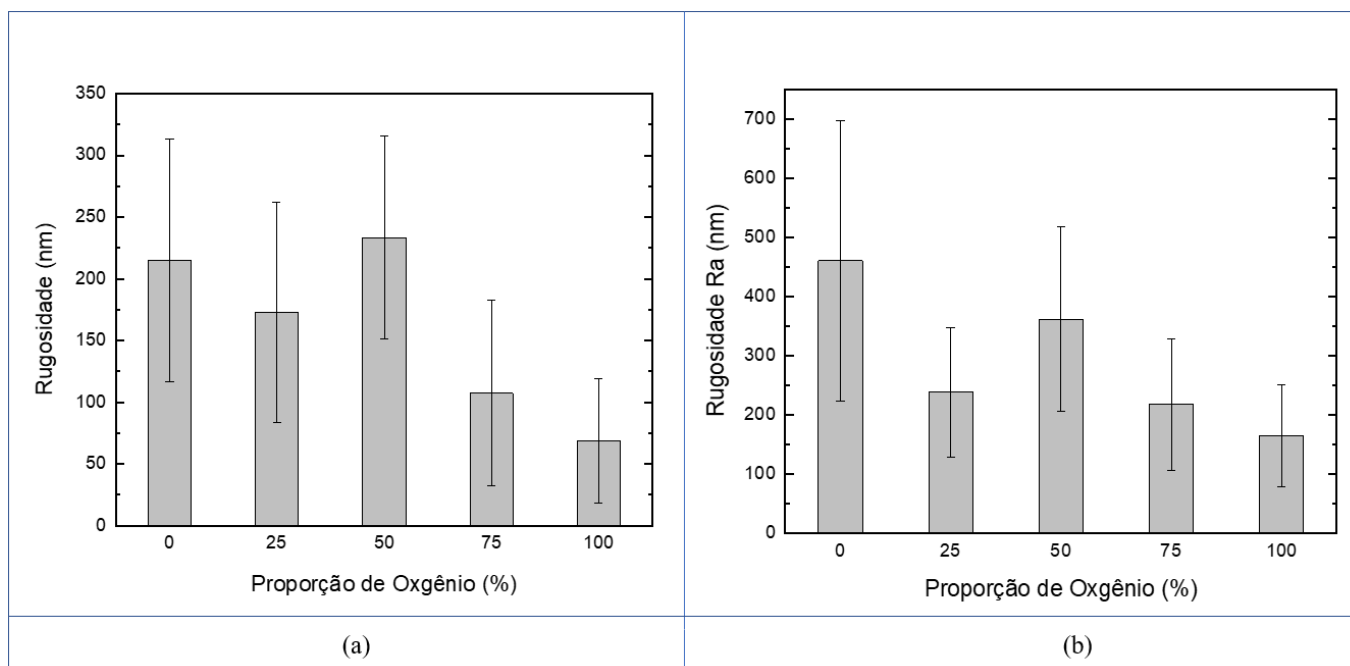 350
300
250
200
150
100
50
0
Rugosidade (nm)
0 25 50 75 100
Proporção de Oxgênio (%)
(a)
700
600
500
400
300
200
100
0
Rugosidade Ra (nm)
0 25 50 75 100
Proporção de Oxgênio (%)
(b)